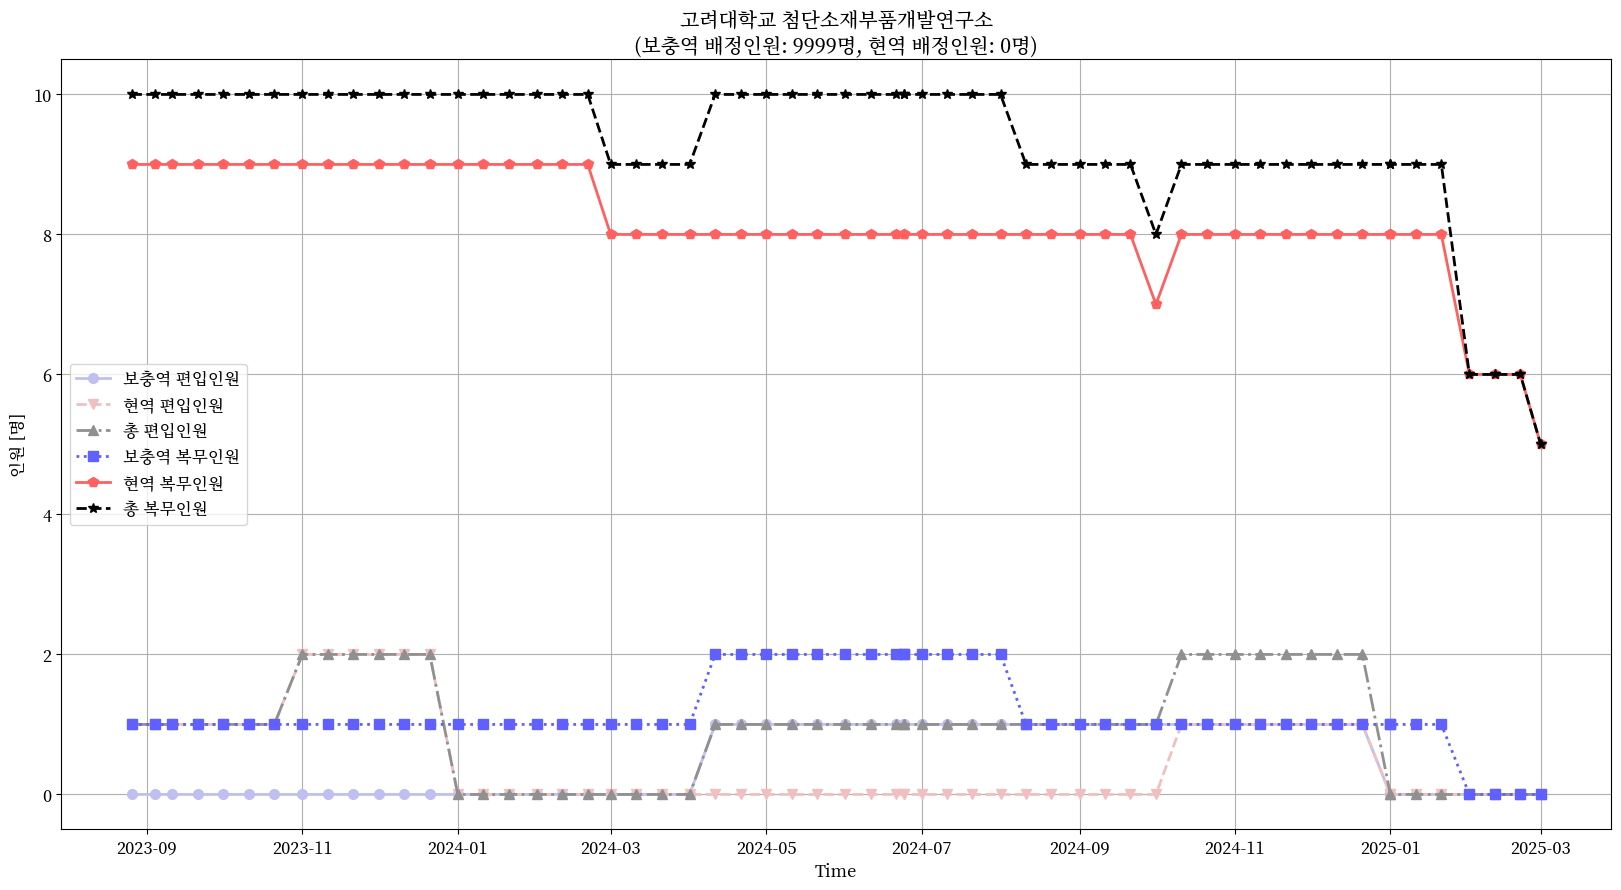 고려대학교 첨단소재부품개발연구소
(보충역 배정인원: 9999명, 현역 배정인원: 0명)
인원 [명]
10
8
6
4
2
0
보충역 편입인원
현역 편입인원
총 편입인원
보충역 복무인원
현역 복무인원
총 복무인원
2023-09
2023-11
2024-01
2024-03
2024-05
2024-07
2024-09
2024-11
2025-01
2025-03
Time